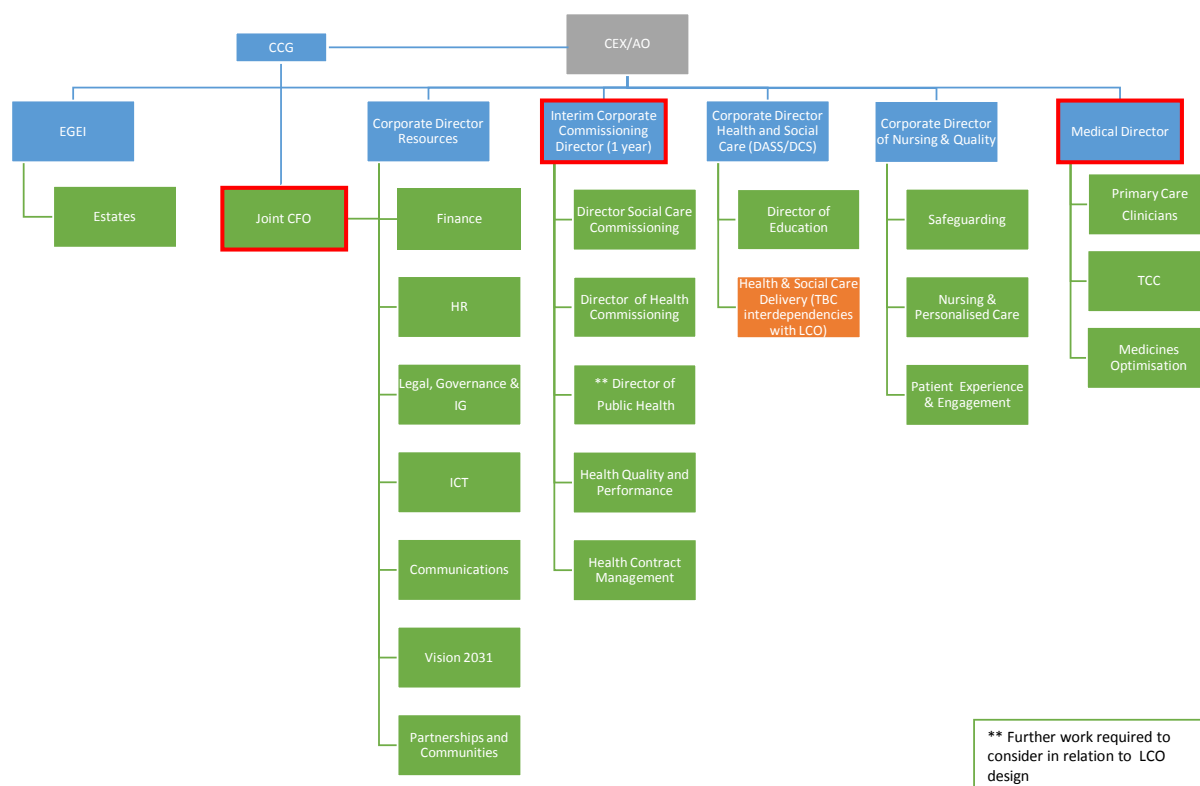 CCG
CEX/AO
EGEI
Corporate Director
Resources
Interim Corporate
Commissioning
Director (1 year)
Corporate Director
Health and Social
Care (DASS/DCS)
Corporate Director
of Nursing & Quality
Medical Director
Estates
Joint CFO
Finance
HR
Legal, Governance &
IG
ICT
Communications
Vision 2031
Partnerships and
Communities
Director Social Care
Commissioning
Director of Health
Commissioning
** Director of
Public Health
Health Quality and
Performance
Health Contract
Management
Director of
Education
Health & Social Care
Delivery (TBC
interdependencies
with LCO)
Safeguarding
Nursing &
Personalised Care
Patient Experience
& Engagement
Primary Care
Clinicians
TCC
Medicines
Optimisation
** Further work required to
consider in relation to LCO
design